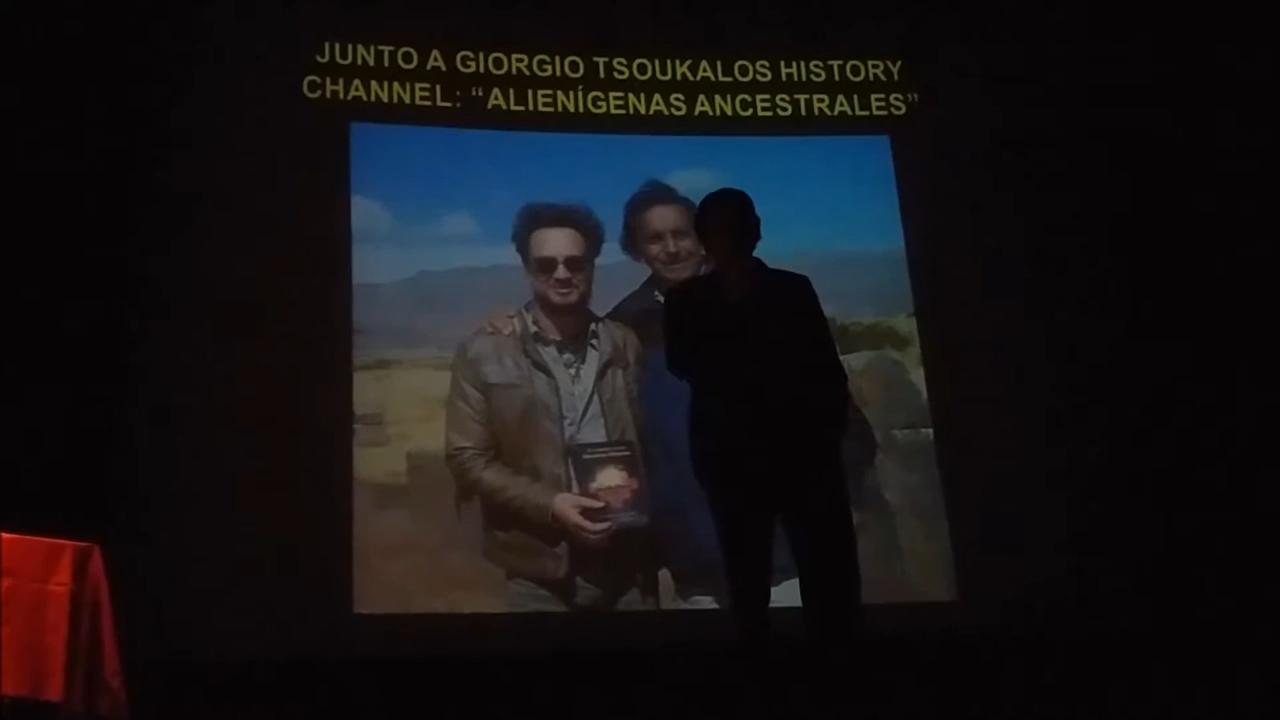 JUNTO A GIORGIO TSOUKALOS HISTORY
CHANNEL: “ALIENÍGENAS ANCESTRALES”